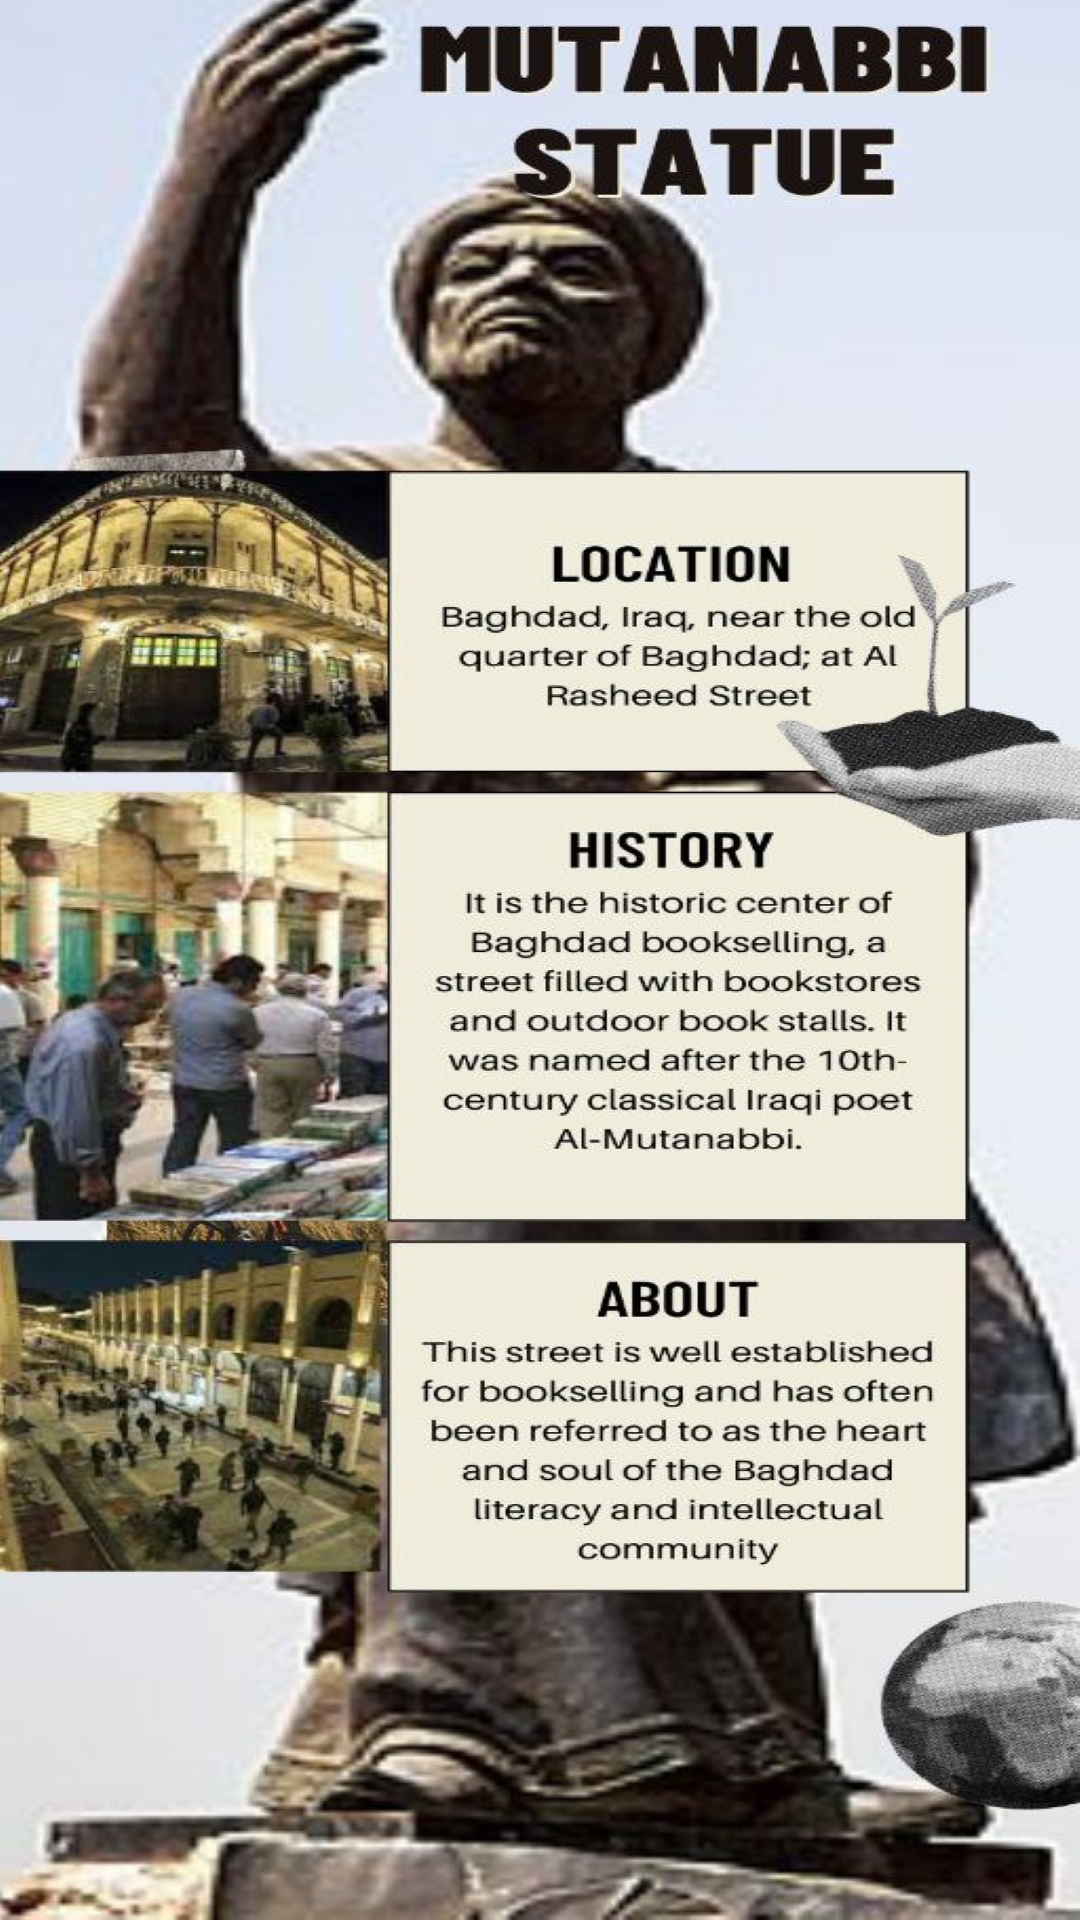 MUTANABBI
STATUE
LOCATION
Baghdad, Iraq, near the old
quarter of Baghdad; at Al
Rasheed Street
HISTORY
It is the historic center of
Baghdad bookselling, a
street filled with bookstores
and outdoor book stalls. It
was named after the 10th-
century classical Iraqi poet
Al-Mutanabbi.
ABOUT
This street is well established
for bookselling and has often
been referred to as the heart
and soul of the Baghdad
literacy and intellectual
community